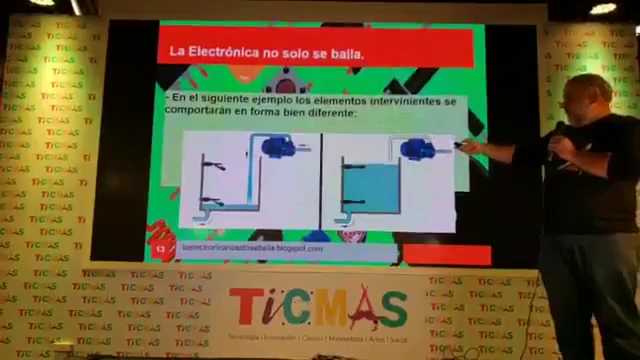 La Electrónica no solo se baila.
- En el siguiente ejemplo los elementos intervinientes se
comportarán en forma bien diferente:
13
laelectronicanosolosebaila.blogspot.com
TiCMAS